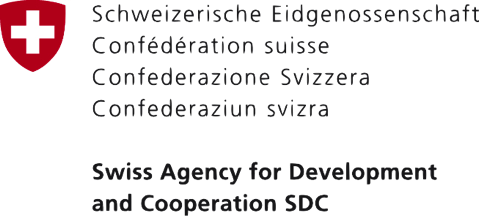 Schweizerische Eidgenossenschaft
Confédération suisse
Confederazione Svizzera
Confederaziun svizra
Swiss Agency for Development
and Cooperation SDC